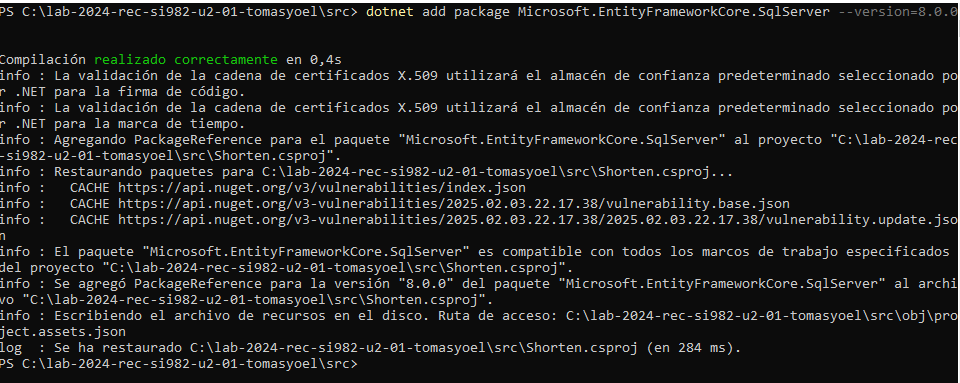 PS C:\lab-2024-rec-si982-u2-01-tomasyoel\src> dotnet add package Microsoft.EntityFrameworkCore.SqlServer --version=8.0.0
Compilación realizado correctamente en 0,4s
info : La validación de la cadena de certificados X.509 utilizará el almacén de confianza predeterminado seleccionado po
r .NET para la firma de código.
info : La validación de la cadena de certificados X.509 utilizará el almacén de confianza predeterminado seleccionado po
r .NET para la marca de tiempo.
info : Agregando PackageReference para el paquete "Microsoft.EntityFrameworkCore.SqlServer" al proyecto "C:\lab-2024-rec
-si982-u2-01-tomasyoel\src\Shorten.csproj".
info : Restaurando paquetes para C:\lab-2024-rec-si982-u2-01-tomasyoel\src\Shorten.csproj...
info :   CACHE https://api.nuget.org/v3/vulnerabilities/index.json
info :   CACHE https://api.nuget.org/v3-vulnerabilities/2025.02.03.22.17.38/vulnerability.base.json
info :   CACHE https://api.nuget.org/v3-vulnerabilities/2025.02.03.22.17.38/2025.02.03.22.17.38/vulnerability.update.jso
n
info : El paquete "Microsoft.EntityFrameworkCore.SqlServer" es compatible con todos los marcos de trabajo especificados
del proyecto "C:\lab-2024-rec-si982-u2-01-tomasyoel\src\Shorten.csproj".
info : Se agregó PackageReference para la versión "8.0.0" del paquete "Microsoft.EntityFrameworkCore.SqlServer" al archi
vo "C:\lab-2024-rec-si982-u2-01-tomasyoel\src\Shorten.csproj".
info : Escribiendo el archivo de recursos en el disco. Ruta de acceso: C:\lab-2024-rec-si982-u2-01-tomasyoel\src\obj\pro
ject.assets.json
log  : Se ha restaurado C:\lab-2024-rec-si982-u2-01-tomasyoel\src\Shorten.csproj (en 284 ms).
PS C:\lab-2024-rec-si982-u2-01-tomasyoel\src>